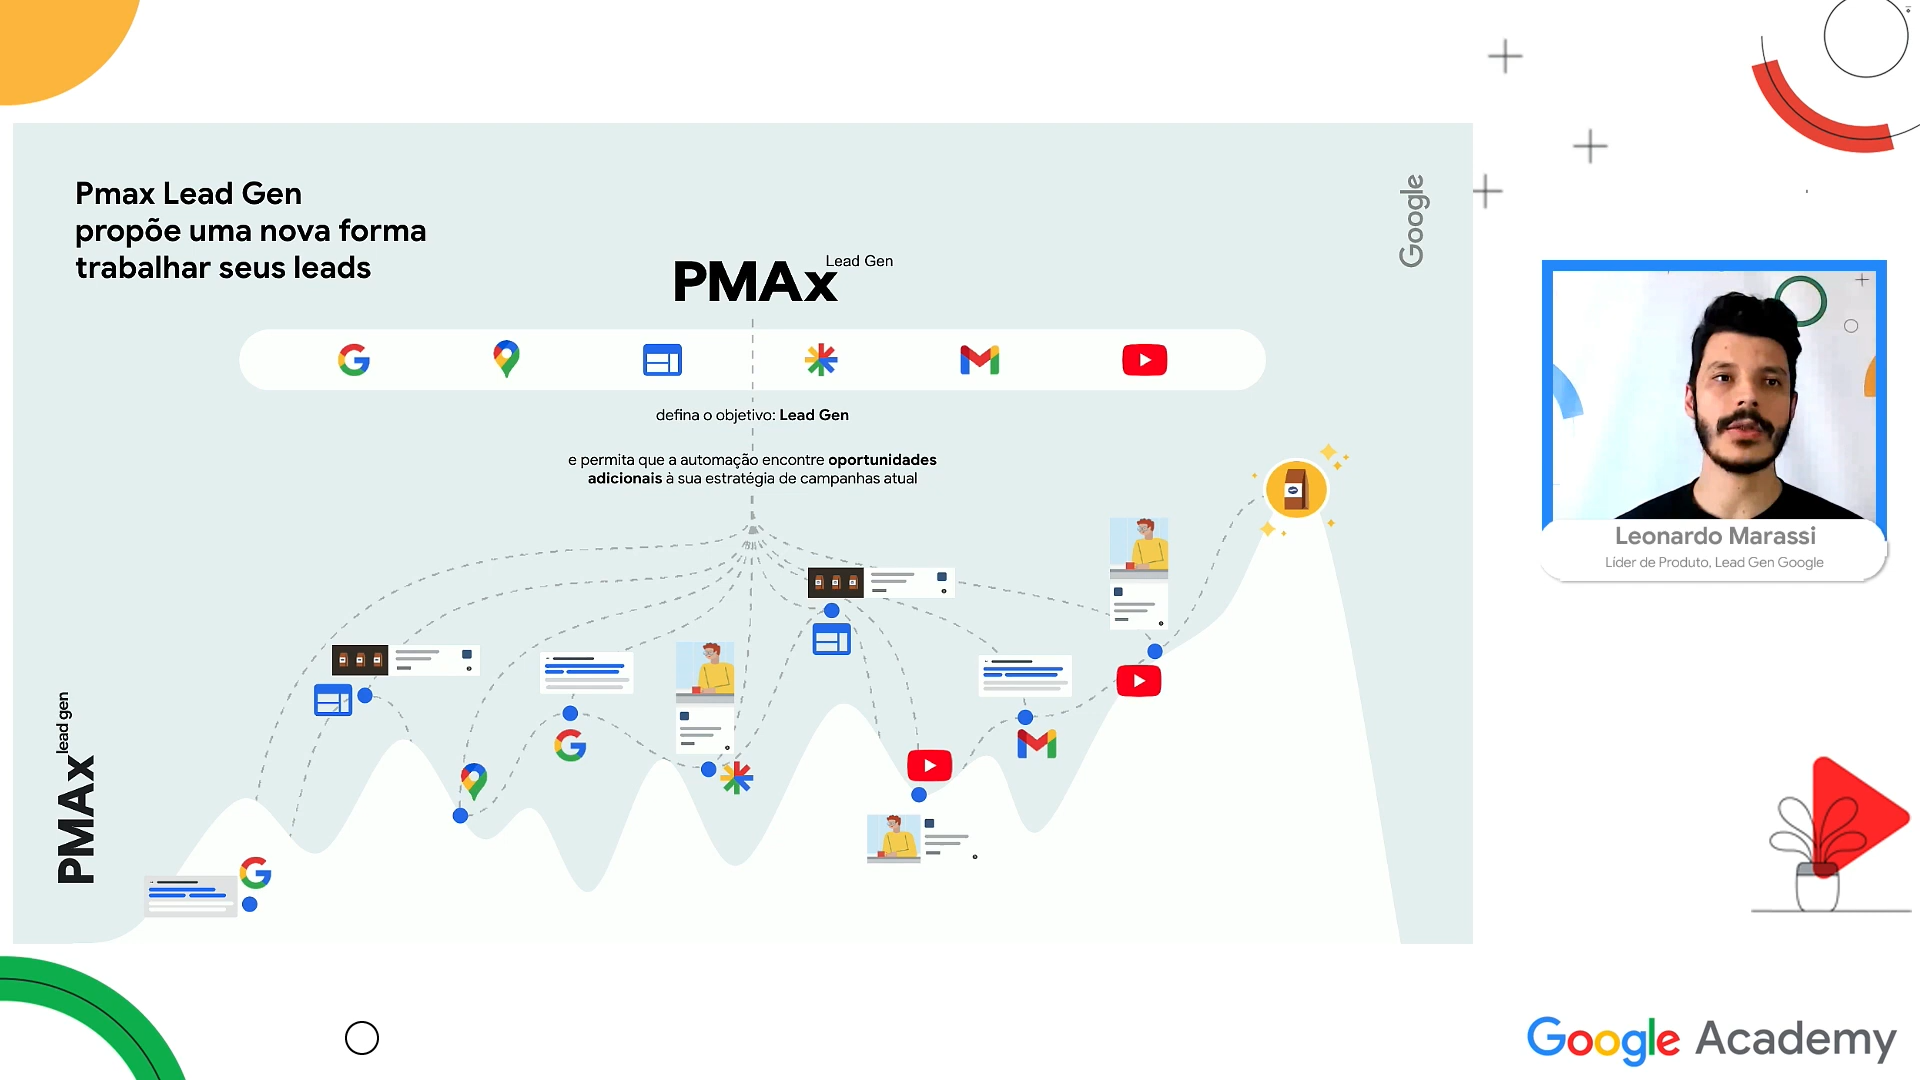 Pmax Lead Gen
propõe uma nova forma
trabalhar seus leads
Google
PMAx Lead Gen
defina o objetivo: Lead Gen
e permita que a automação encontre oportunidades
adicionais à sua estratégia de campanhas atual
PMAx lead gen
Leonardo Marassi
Líder de Produto, Lead Gen Google
Google Academy